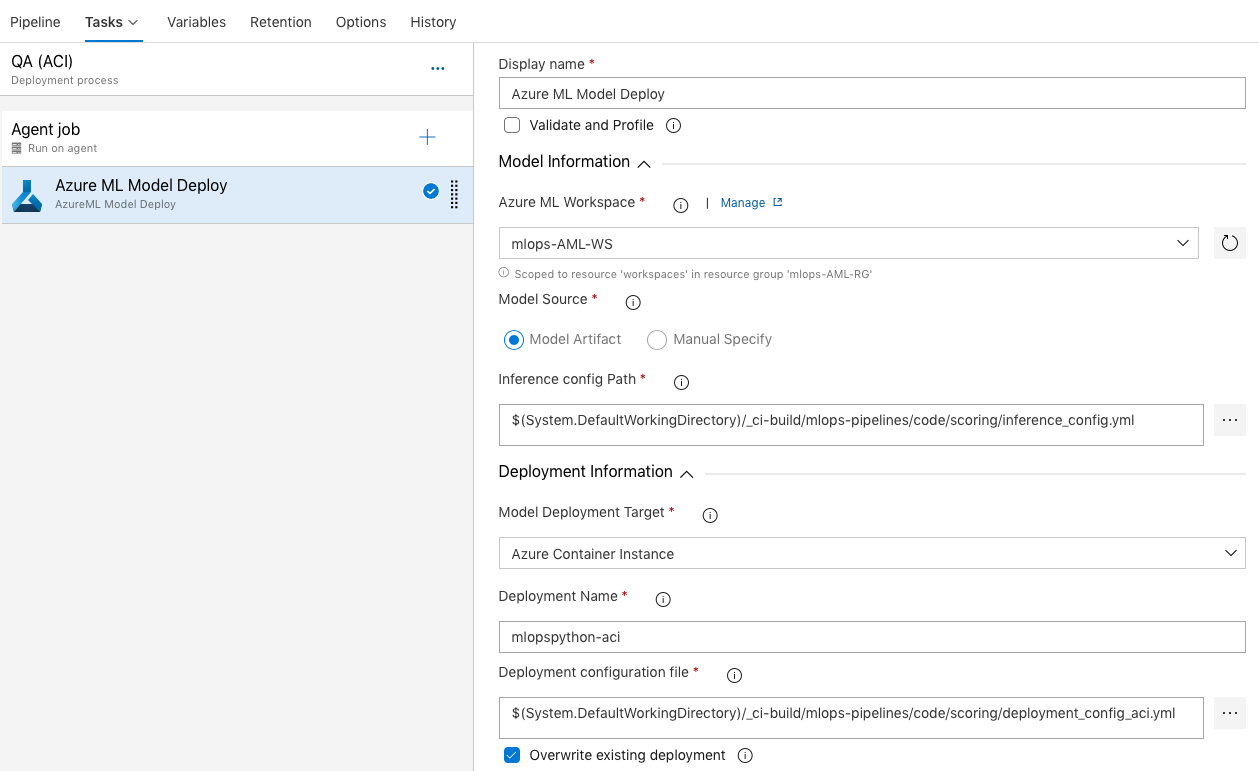 Pipeline Tasks Variables Retention Options History
QA (ACI)
Deployment process
Agent job
Run on agent
Azure ML Model Deploy
AzureML Model Deploy
Display name *
Azure ML Model Deploy
Validate and Profile
Model Information
Azure ML Workspace * | Manage
mlops-AML-WS
Scoped to resource 'workspaces' in resource group 'mlops-AML-RG'
Model Source *
Model Artifact Manual Specify
Inference config Path *
$(System.DefaultWorkingDirectory)/_ci-build/mlops-pipelines/code/scoring/inference_config.yml
Deployment Information
Model Deployment Target *
Azure Container Instance
Deployment Name *
mlopspython-aci
Deployment configuration file *
$(System.DefaultWorkingDirectory)/_ci-build/mlops-pipelines/code/scoring/deployment_config_aci.yml
Overwrite existing deployment